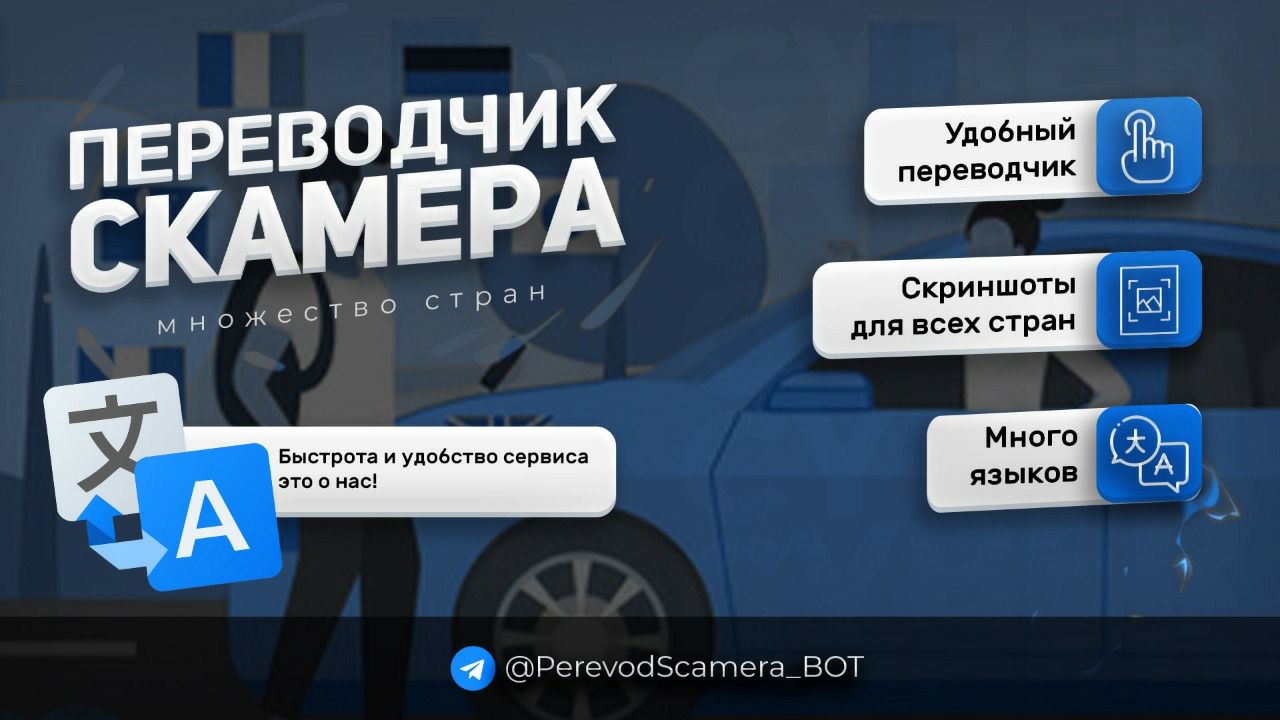 ПЕРЕВОДЧИК
СКАМЕРА
множество стран
文
A
Быстрота и удобство сервиса
это о нас!
Удобный
переводчик
Скриншоты
для всех стран
Много
языков
大
A
@PerevodScamera_BOT